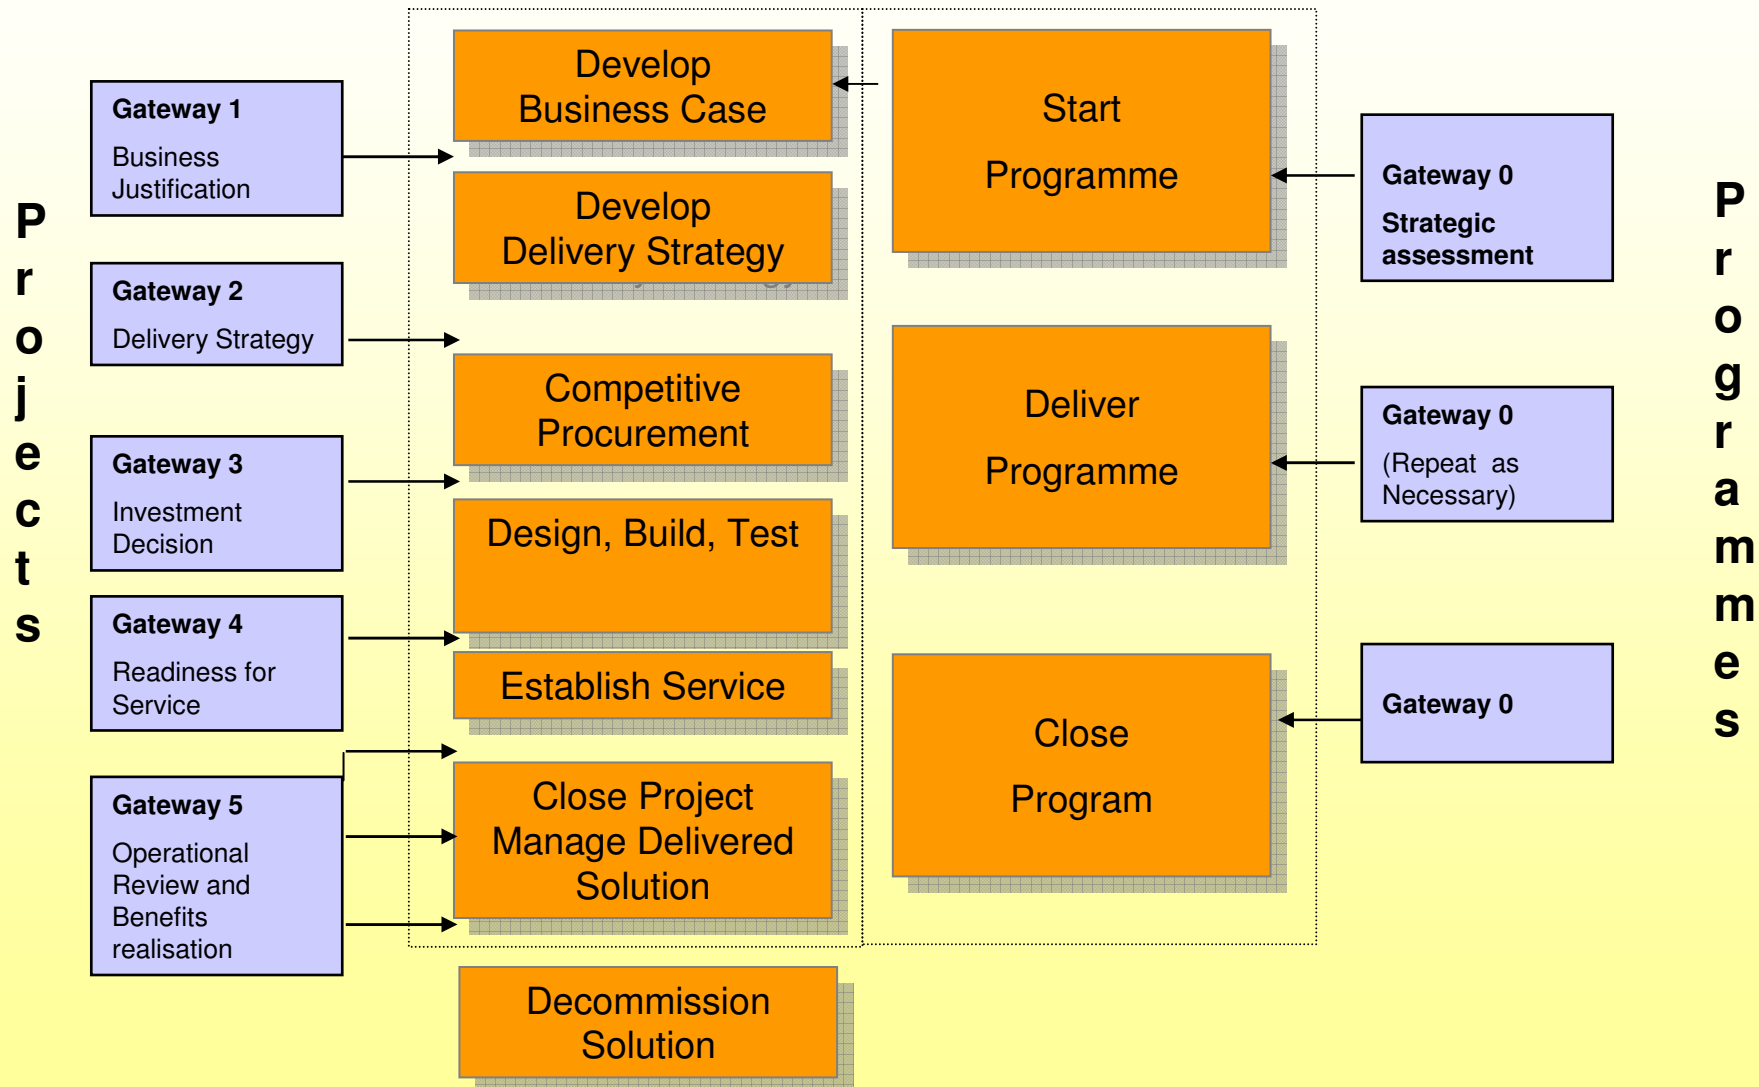 Projects
Gateway 1
Business
Justification
Gateway 2
Delivery Strategy
Gateway 3
Investment
Decision
Gateway 4
Readiness for
Service
Gateway 5
Operational
Review and
Benefits
realisation
Develop
Business Case
Develop
Delivery Strategy
Competitive
Procurement
Design, Build, Test
Establish Service
Close Project
Manage Delivered
Solution
Decommission
Solution
Start
Programme
Deliver
Programme
Close
Program
Gateway 0
Strategic
assessment
Gateway 0
(Repeat as
Necessary)
Gateway 0
Programmes